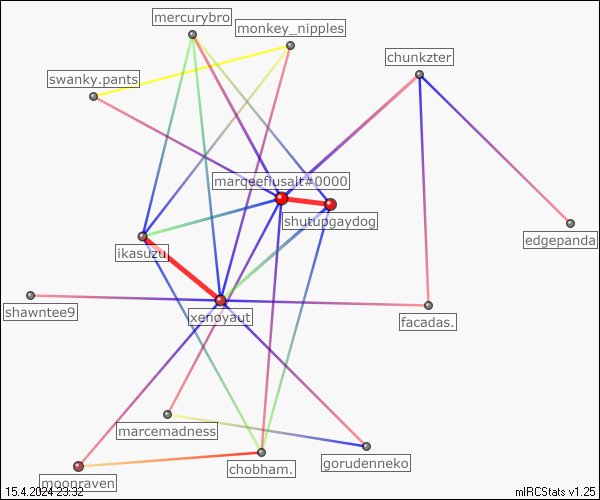 mercurybro
monkey_nipples
chunkzter
swanky.pants
marqeefiusalt#0000
shutupgaydog
edgepanda
ikasuzu
shawntee9
xenoyaut
facadas.
marcemadness
gorudenneko
chobham.
moonraven
15.4.2024 23:32
mIRCStats v1.25